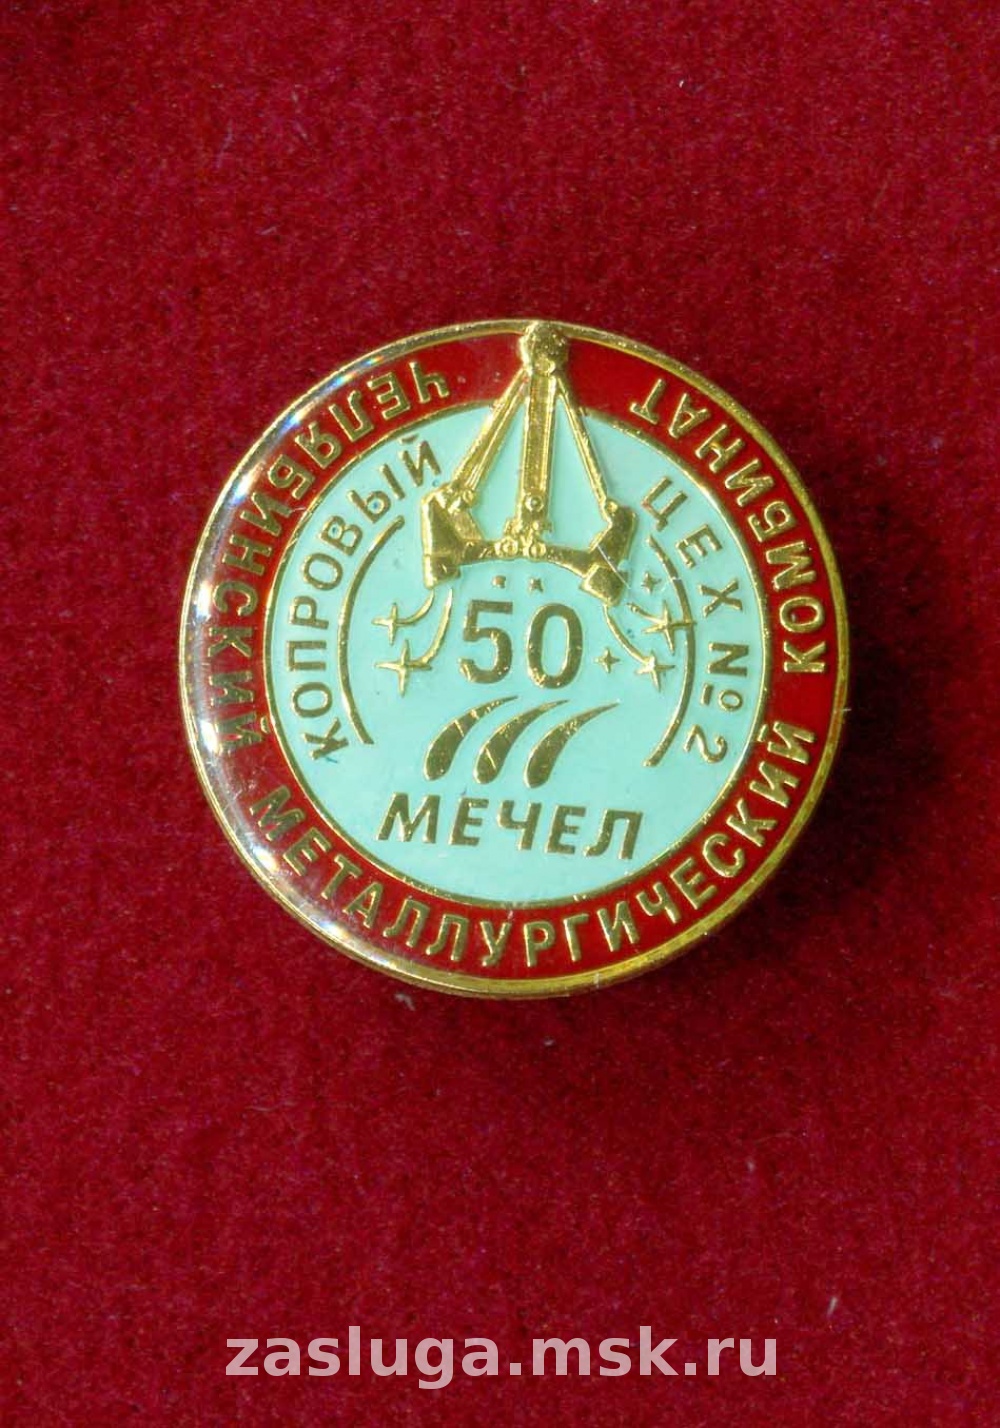 ЧЕЛЯБИНСКИЙ МЕТАЛЛУРГИЧЕСКИЙ КОМБИНАТ
КОПРОВЫЙ ЦЕХ №2
50
МЕЧЕЛ
zasluga.msk.ru